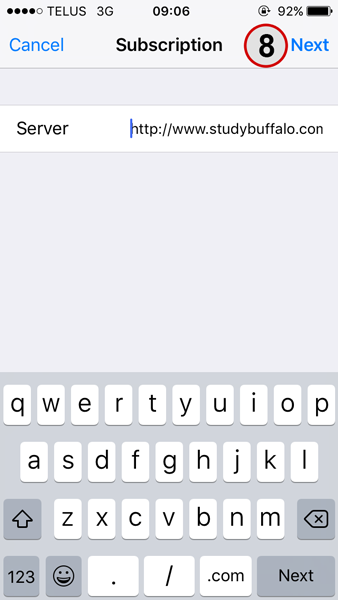 TELUS 3G 09:06 92%
Cancel Subscription 8 Next
Server http://www.studybuffalo.con
q w e r t y u i o p
a s d f g h j k l
z x c v b n m
123 . / .com Next